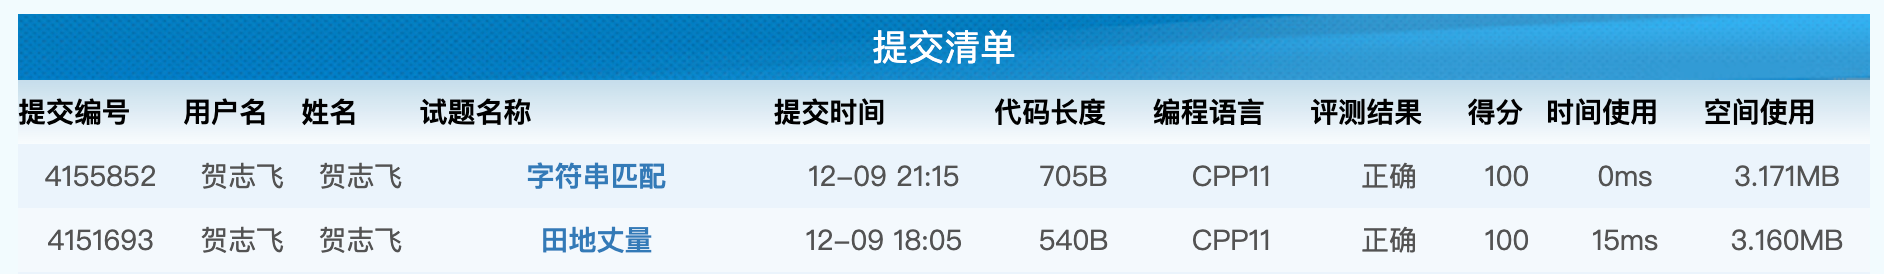 提交清单
提交编号 用户名 姓名 试题名称 提交时间 代码长度 编程语言 评测结果 得分 时间使用 空间使用
4155852 贺志飞 贺志飞 字符串匹配 12-09 21:15 705B CPP11 正确 100 0ms 3.171MB
4151693 贺志飞 贺志飞 田地丈量 12-09 18:05 540B CPP11 正确 100 15ms 3.160MB